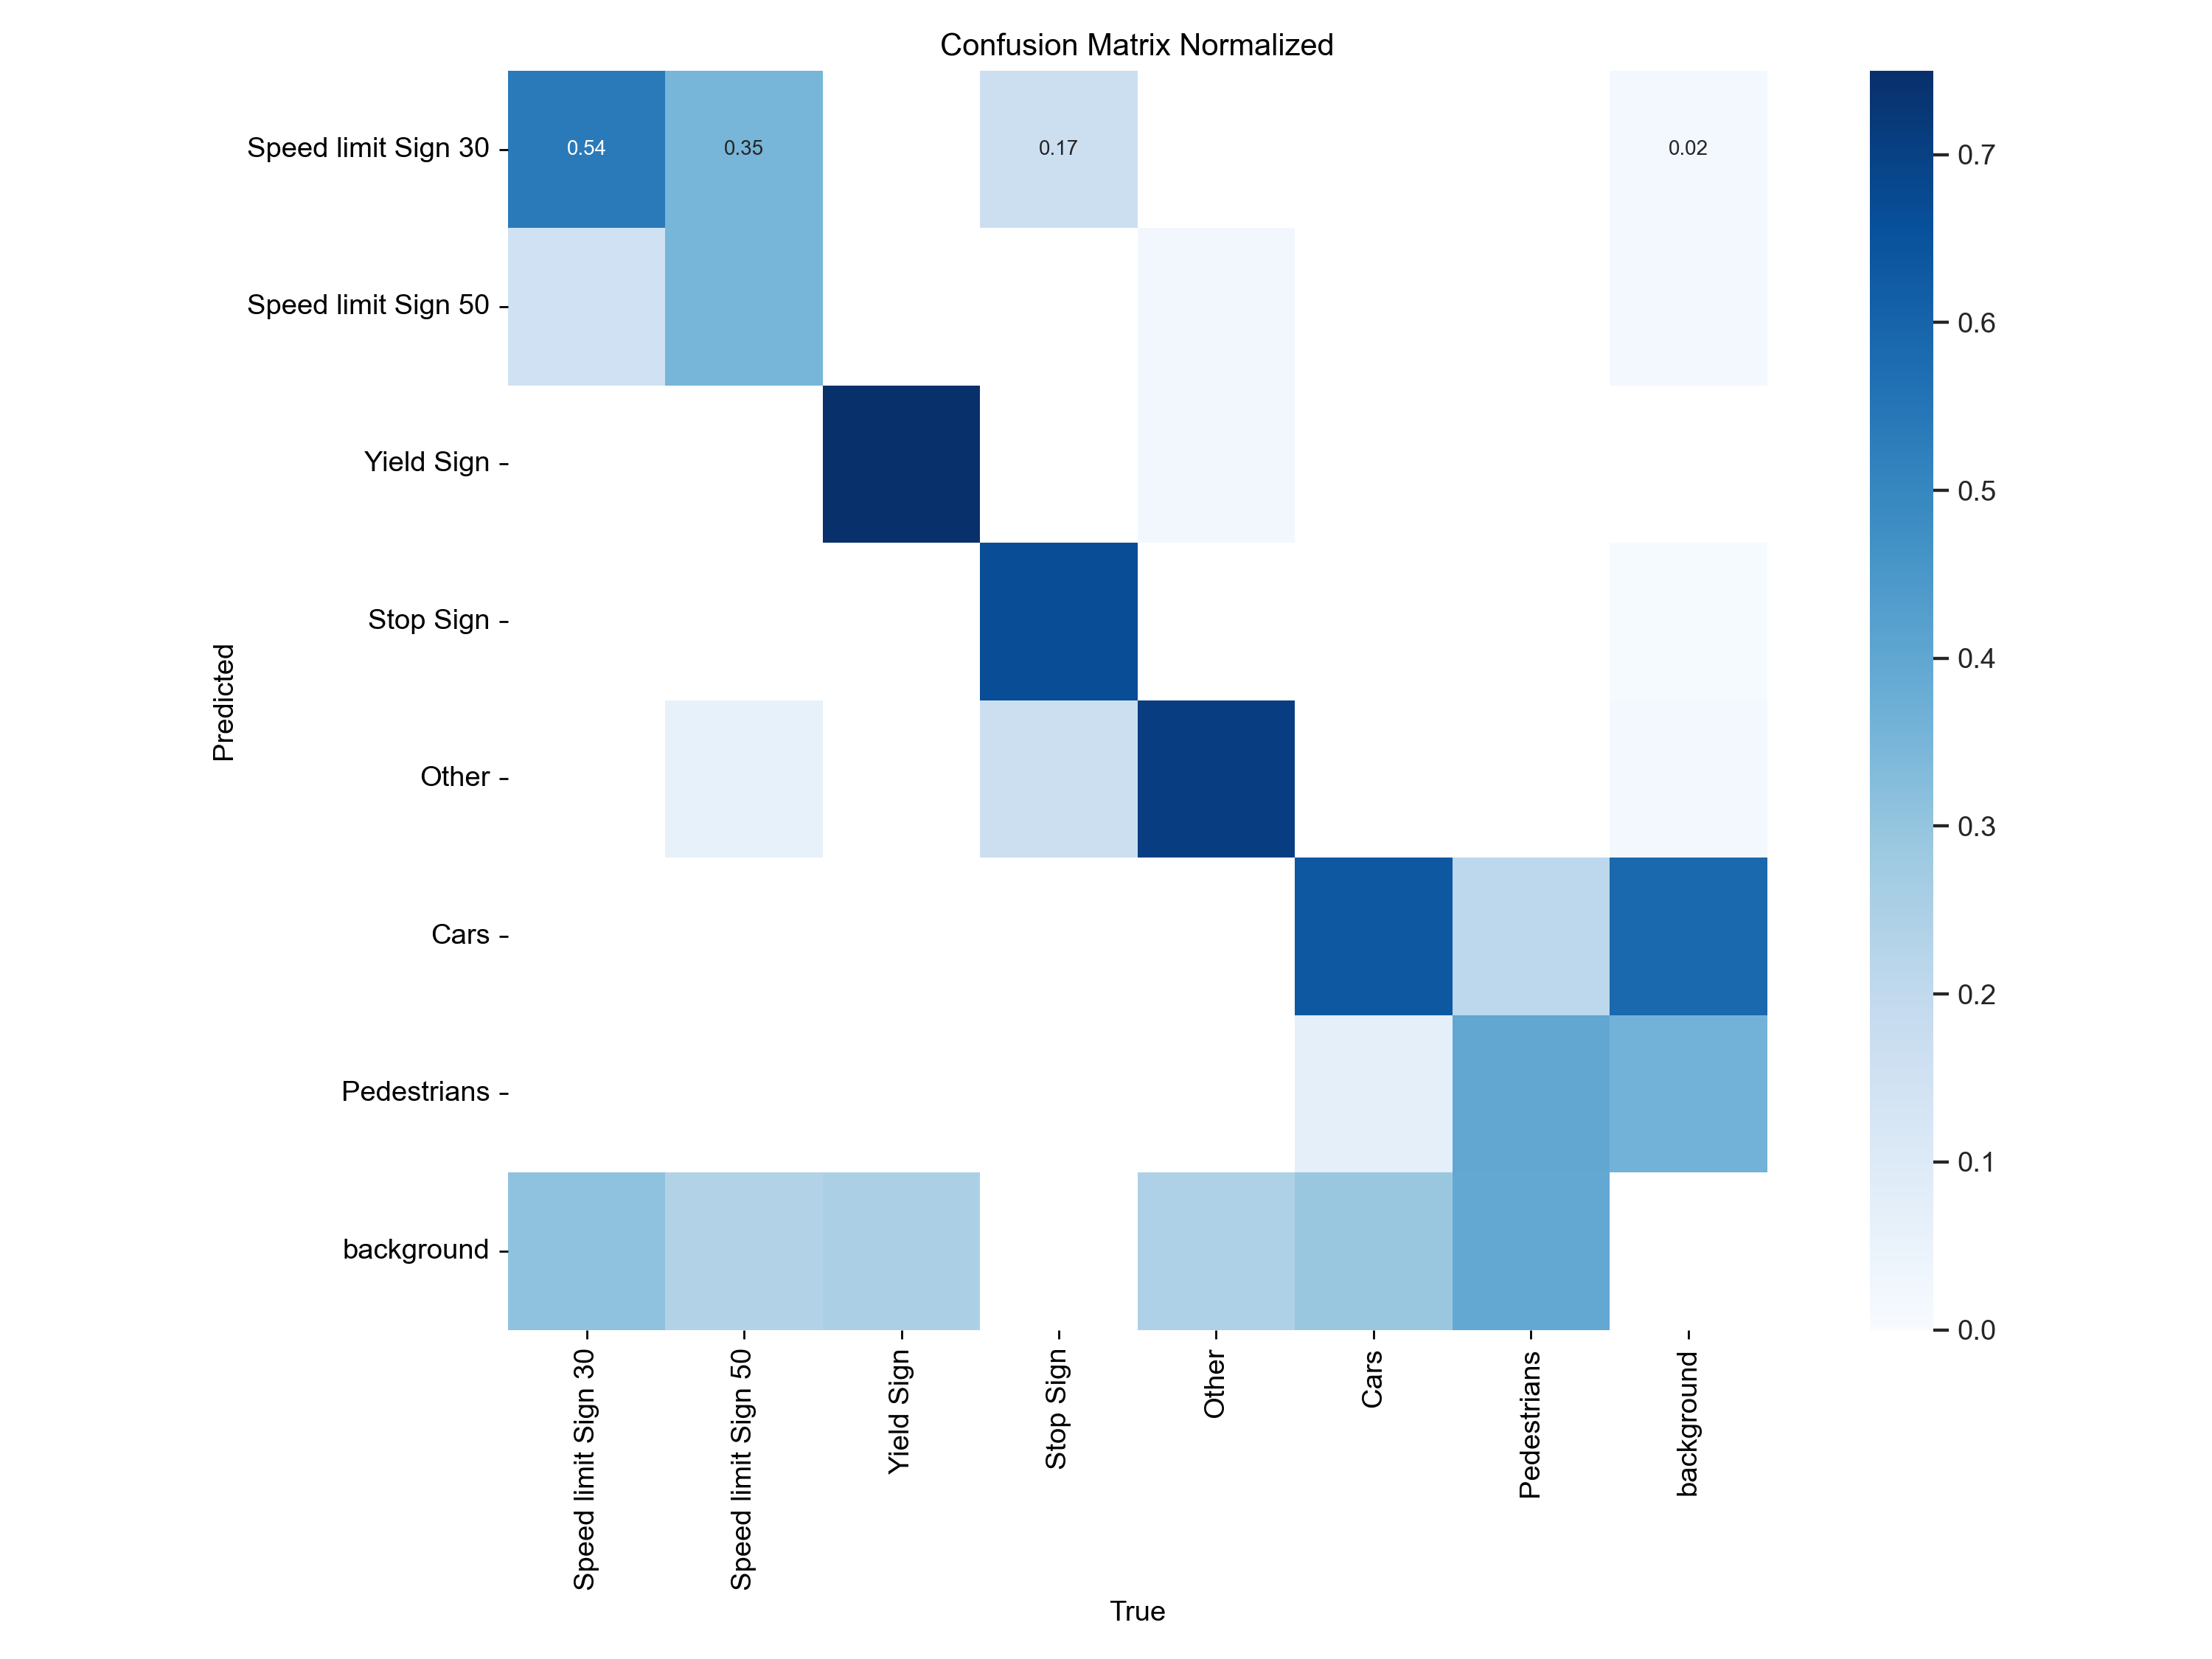 Confusion Matrix Normalized
Speed limit Sign 30
0.54
0.35
0.17
0.02
Speed limit Sign 50
Yield Sign
Stop Sign
Other
Cars
Pedestrians
background
Predicted
0.7
0.6
0.5
0.4
0.3
0.2
0.1
0.0
Speed limit Sign 30
Speed limit Sign 50
Yield Sign
Stop Sign
Other
Cars
Pedestrians
background
True